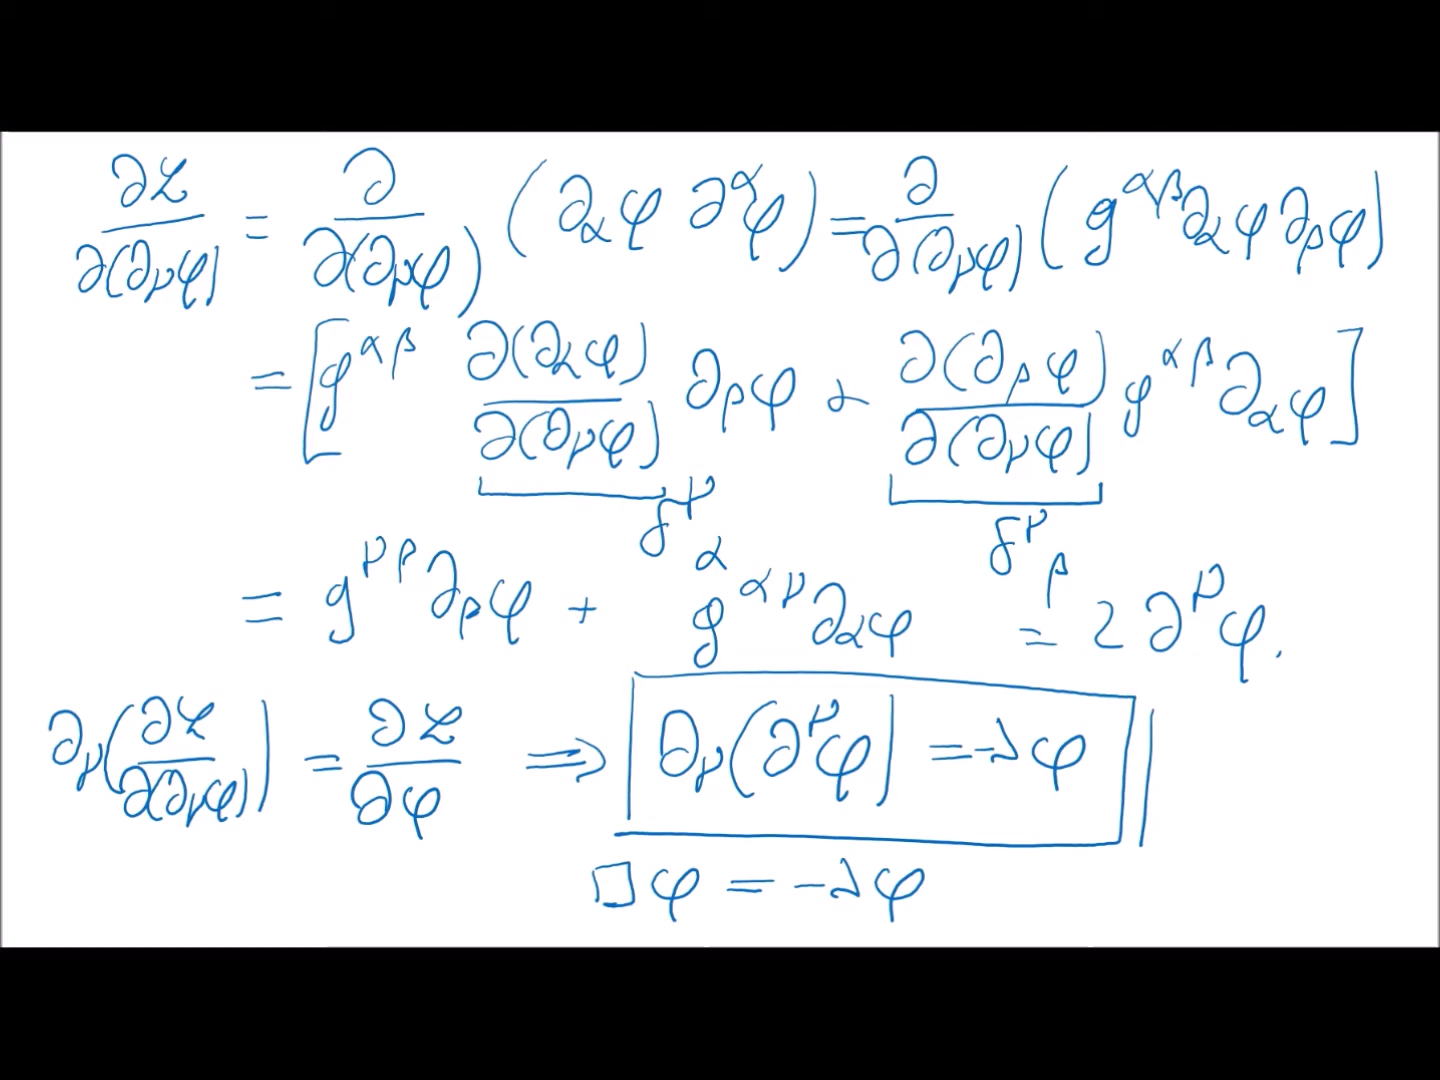 ∂ℒ/∂(∂_μφ) = ∂/∂(∂_μφ) (∂_αφ ∂^αφ) = ∂/∂(∂_μφ) (g^{αβ}∂_αφ ∂_βφ)
= [g^{αβ} ∂(∂_αφ)/∂(∂_μφ) ∂_βφ + ∂(∂_βφ)/∂(∂_μφ) g^{αβ}∂_αφ]
δ^μ_α δ^μ_β
= g^{μβ}∂_βφ + g^{αμ}∂_αφ = 2∂^μφ.
∂_μ(∂ℒ/∂(∂_μφ)) = ∂ℒ/∂φ ⇒ ∂_μ(∂^μφ) = -λφ
□φ = -λφ